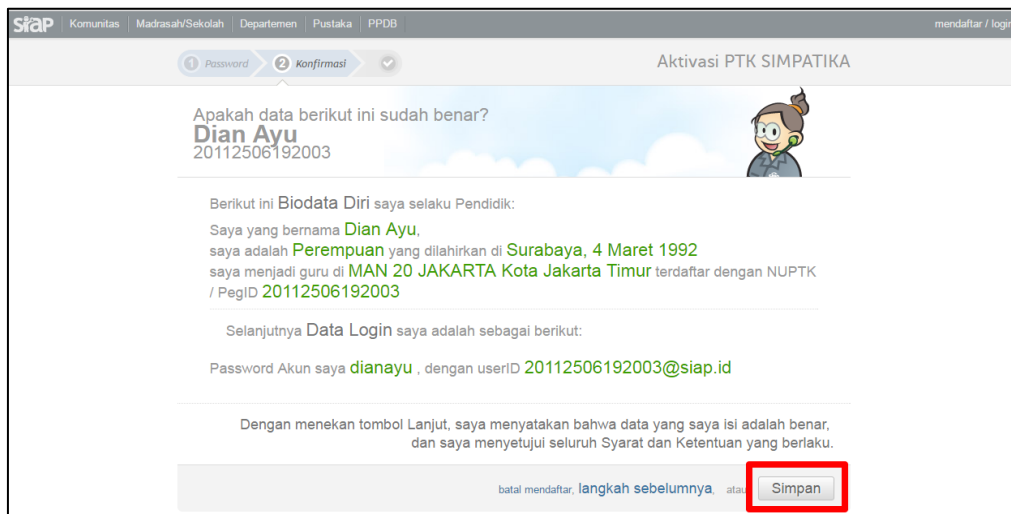 siap Komunitas Madrasah/Sekolah Departemen Pustaka PPDB mendaftar / login
1 Password 2 Konfirmasi Aktivasi PTK SIMPATIKA
Apakah data berikut ini sudah benar?
Dian Ayu
20112506192003
Berikut ini Biodata Diri saya selaku Pendidik:
Saya yang bernama Dian Ayu,
saya adalah Perempuan yang dilahirkan di Surabaya, 4 Maret 1992
saya menjadi guru di MAN 20 JAKARTA Kota Jakarta Timur terdaftar dengan NUPTK
/ PegID 20112506192003
Selanjutnya Data Login saya adalah sebagai berikut:
Password Akun saya dianayu , dengan userID 20112506192003@siap.id
Dengan menekan tombol Lanjut, saya menyatakan bahwa data yang saya isi adalah benar,
dan saya menyetujui seluruh Syarat dan Ketentuan yang berlaku.
batal mendaftar, langkah sebelumnya, atau Simpan